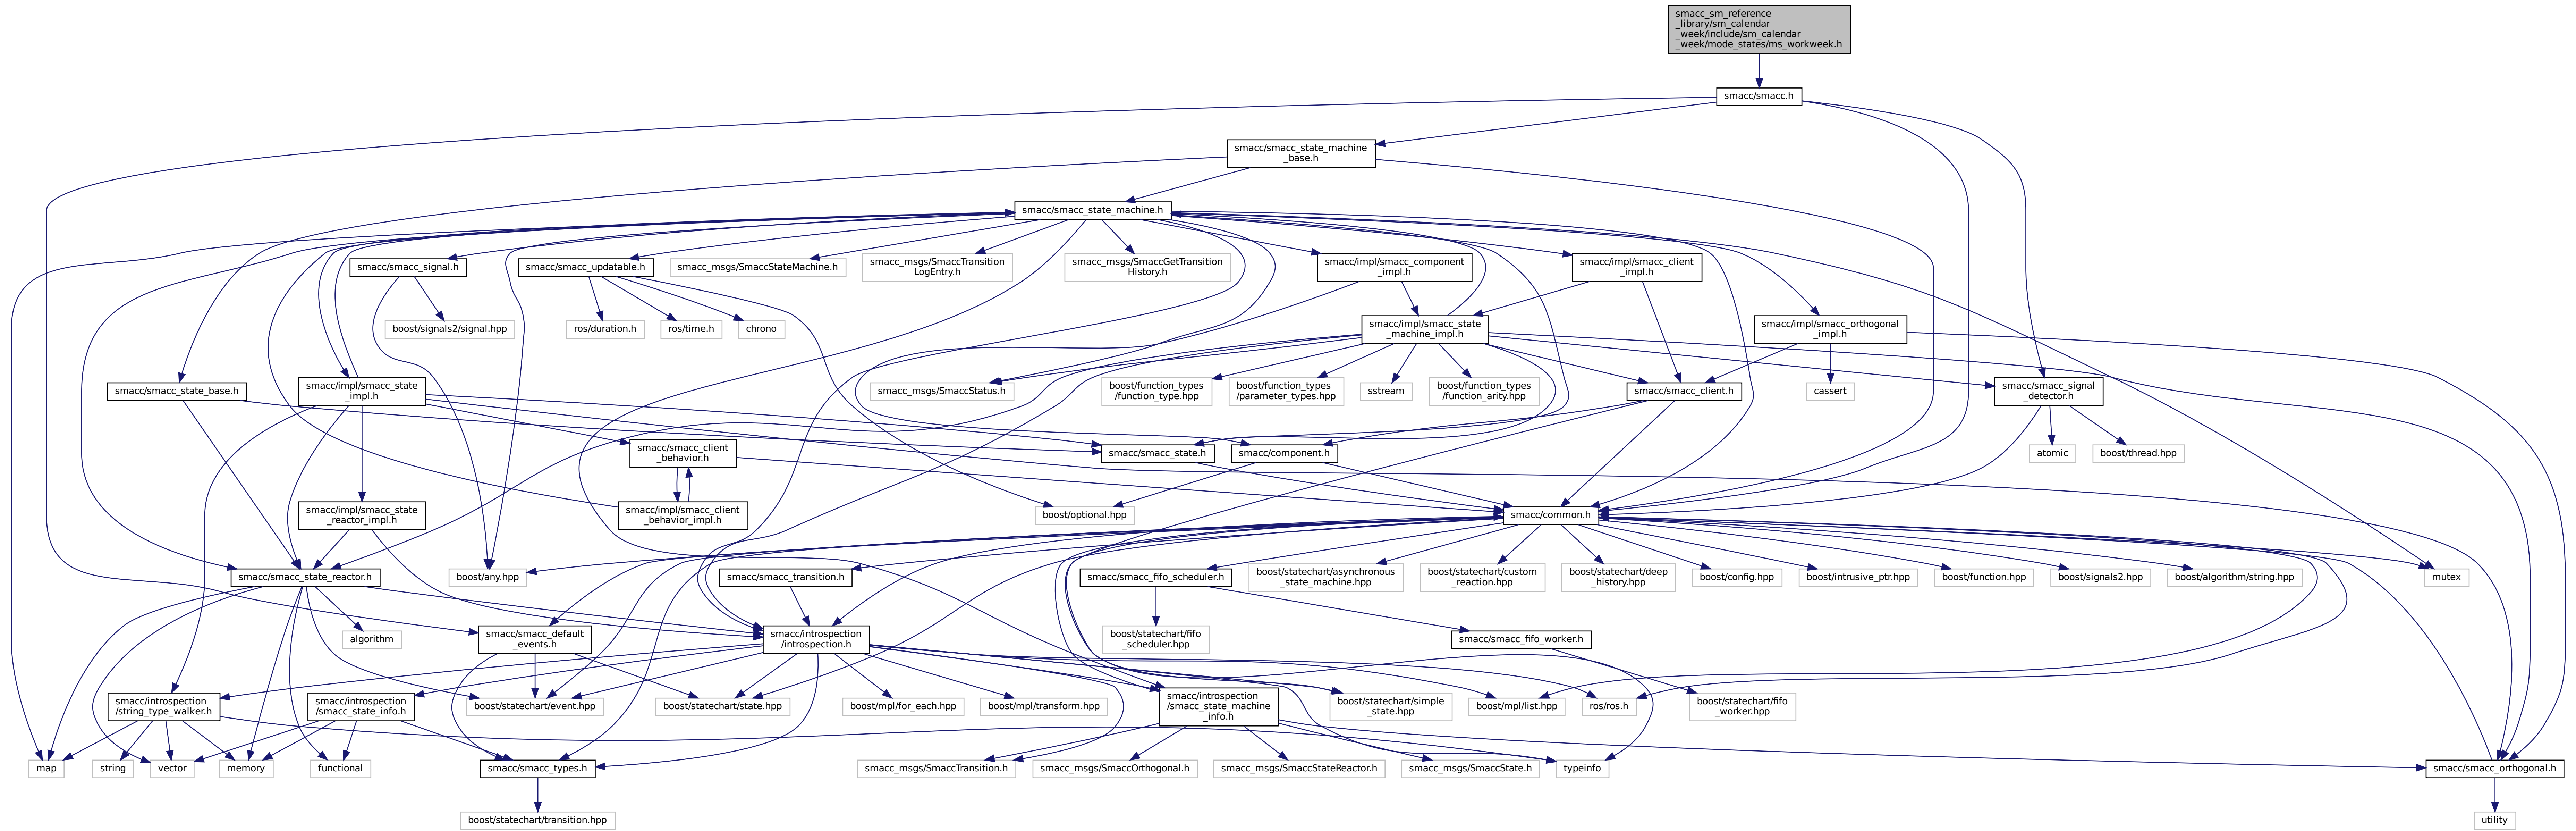 smacc_sm_reference
_library/sm_calendar
_week/include/sm_calendar
_week/mode_states/ms_workweek.h
smacc/smacc.h
smacc/smacc_state_machine
_base.h
smacc/smacc_state_machine.h
smacc/smacc_signal.h
smacc/smacc_updatable.h
smacc_msgs/SmaccStateMachine.h
smacc_msgs/SmaccTransition
LogEntry.h
smacc_msgs/SmaccGetTransition
History.h
smacc/impl/smacc_component
_impl.h
smacc/impl/smacc_client
_impl.h
boost/signals2/signal.hpp
ros/duration.h
ros/time.h
chrono
smacc/impl/smacc_state
_machine_impl.h
smacc/impl/smacc_orthogonal
_impl.h
smacc/smacc_state_base.h
smacc/impl/smacc_state
_impl.h
smacc_msgs/SmaccStatus.h
boost/function_types
/function_type.hpp
boost/function_types
/parameter_types.hpp
sstream
boost/function_types
/function_arity.hpp
smacc/smacc_client.h
cassert
smacc/smacc_signal
_detector.h
smacc/smacc_client
_behavior.h
smacc/smacc_state.h
smacc/component.h
atomic
boost/thread.hpp
smacc/impl/smacc_state
_reactor_impl.h
smacc/impl/smacc_client
_behavior_impl.h
boost/optional.hpp
smacc/common.h
smacc/smacc_state_reactor.h
boost/any.hpp
smacc/smacc_transition.h
smacc/smacc_fifo_scheduler.h
boost/statechart/asynchronous
_state_machine.hpp
boost/statechart/custom
_reaction.hpp
boost/statechart/deep
_history.hpp
boost/config.hpp
boost/intrusive_ptr.hpp
boost/function.hpp
boost/signals2.hpp
boost/algorithm/string.hpp
mutex
algorithm
smacc/smacc_default
_events.h
smacc/introspection
/introspection.h
boost/statechart/fifo
_scheduler.hpp
smacc/smacc_fifo_worker.h
smacc/introspection
/string_type_walker.h
smacc/introspection
/smacc_state_info.h
boost/statechart/event.hpp
boost/statechart/state.hpp
boost/mpl/for_each.hpp
boost/mpl/transform.hpp
smacc/introspection
/smacc_state_machine
_info.h
boost/statechart/simple
_state.hpp
boost/mpl/list.hpp
ros/ros.h
boost/statechart/fifo
_worker.hpp
map
string
vector
memory
functional
smacc/smacc_types.h
smacc_msgs/SmaccTransition.h
smacc_msgs/SmaccOrthogonal.h
smacc_msgs/SmaccStateReactor.h
smacc_msgs/SmaccState.h
typeinfo
smacc/smacc_orthogonal.h
boost/statechart/transition.hpp
utility